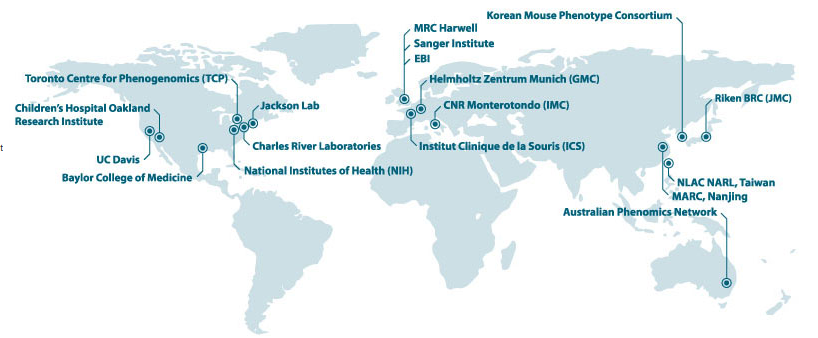 Korean Mouse Phenotype Consortium
MRC Harwell
Sanger Institute
EBI
Toronto Centre for Phenogenomics (TCP)
Helmholtz Zentrum Munich (GMC)
Children's Hospital Oakland
Research Institute
Jackson Lab
CNR Monterotondo (IMC)
Riken BRC (JMC)
t
Charles River Laboratories
Institut Clinique de la Souris (ICS)
UC Davis
Baylor College of Medicine
National Institutes of Health (NIH)
NLAC NARL, Taiwan
MARC, Nanjing
Australian Phenomics Network